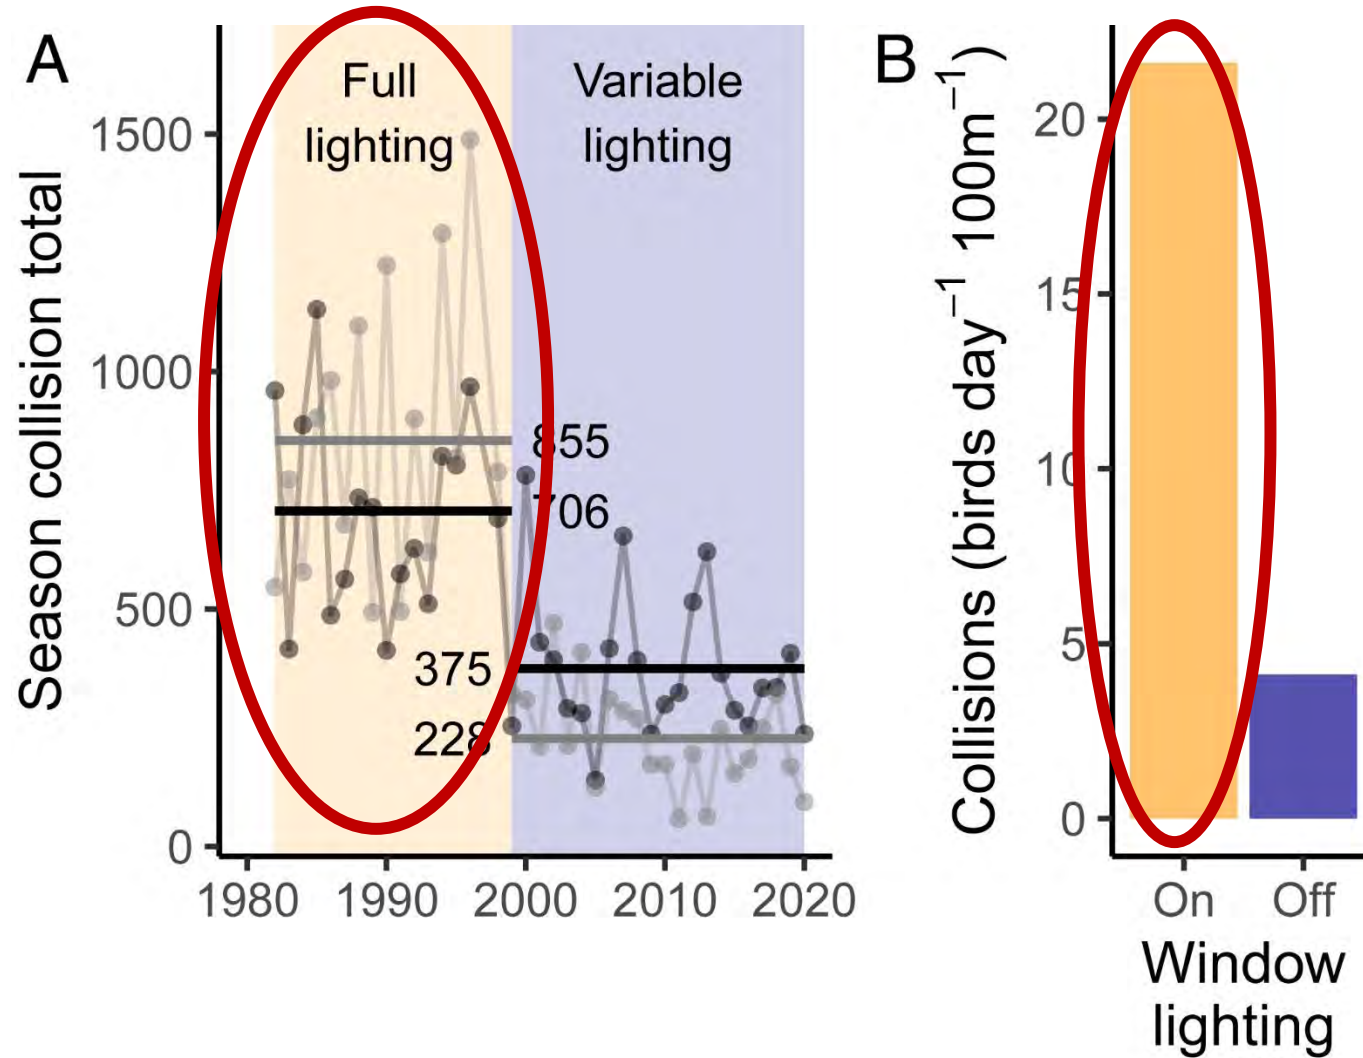 A
Full
lighting
Variable
lighting
Season collision total
1500
1000
500
0
855
706
375
228
1980 1990 2000 2010 2020
B
Collisions (birds day⁻¹ 100m⁻¹)
20
15
10
5
0
On Off
Window
lighting